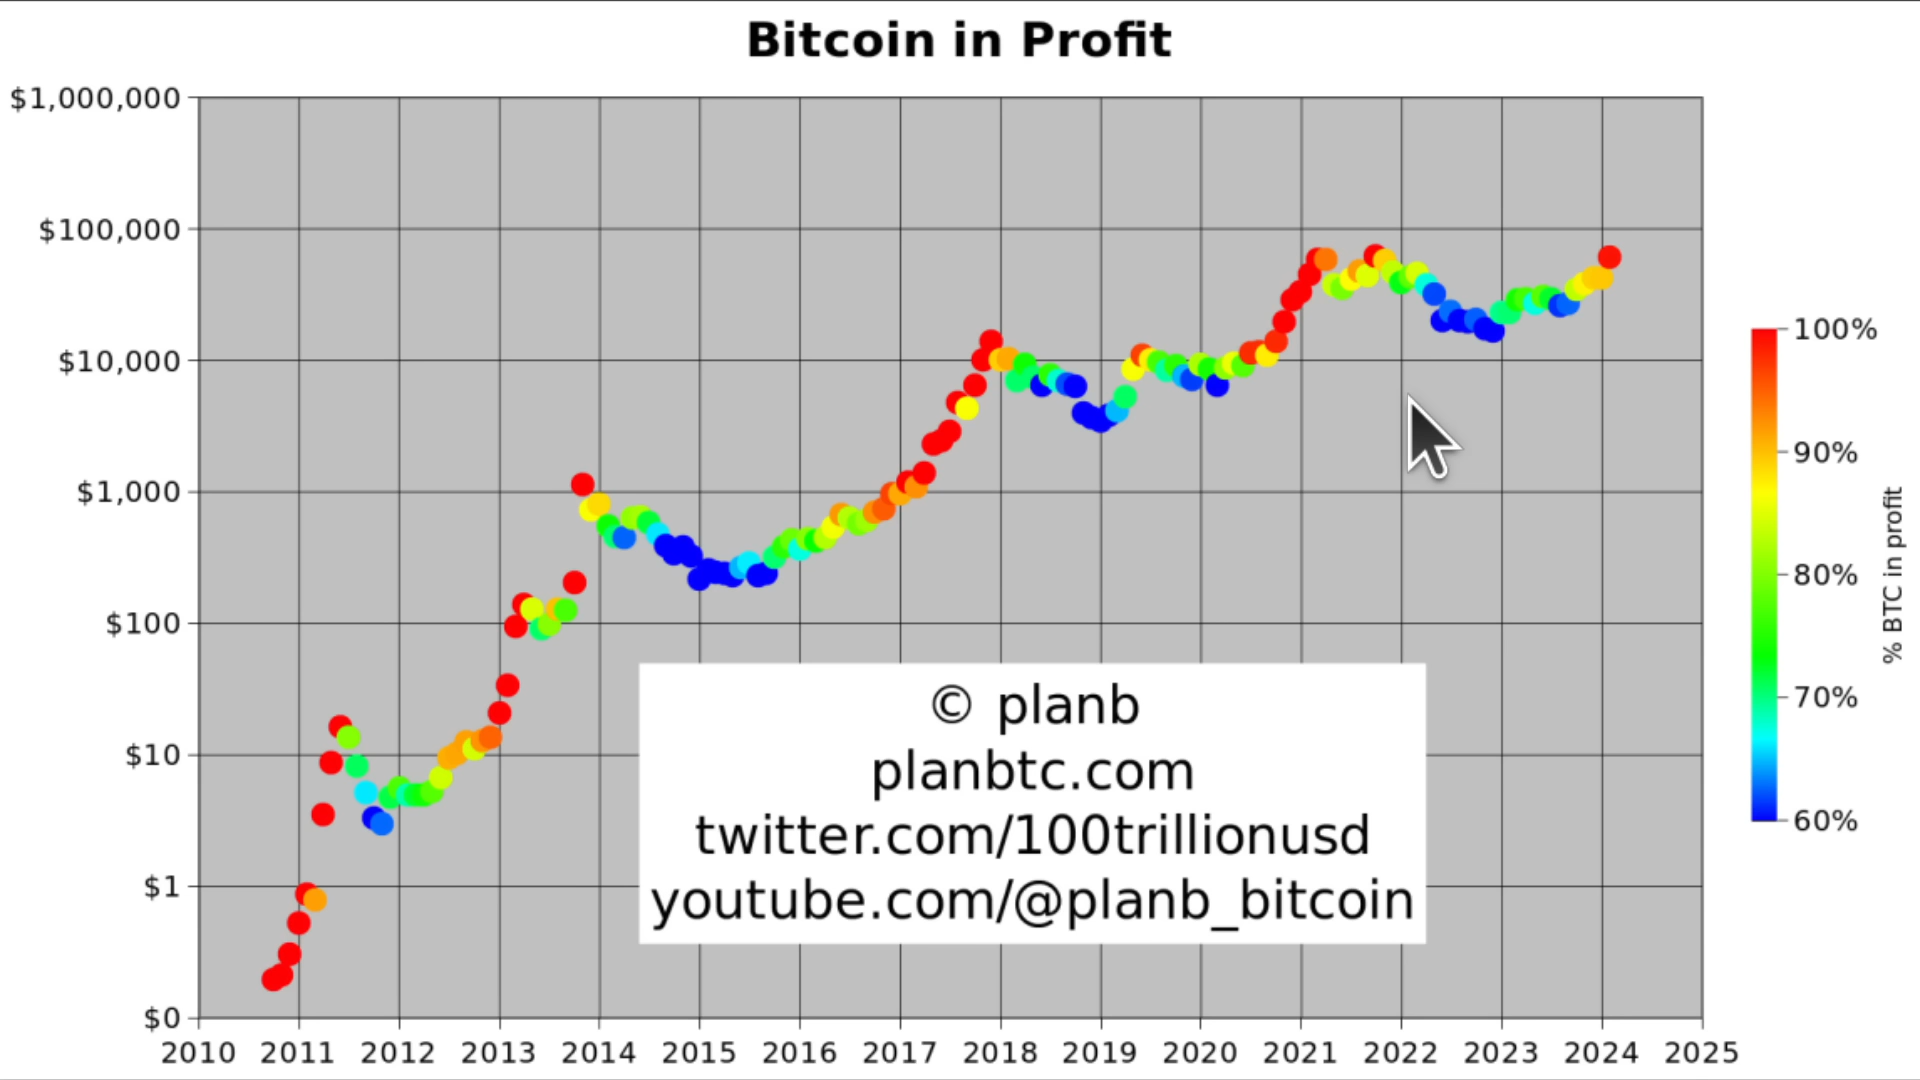 Bitcoin in Profit
$1,000,000
$100,000
$10,000
$1,000
$100
$10
$1
$0
2010 2011 2012 2013 2014 2015 2016 2017 2018 2019 2020 2021 2022 2023 2024 2025
© planb
planbtc.com
twitter.com/100trillionusd
youtube.com/@planb_bitcoin
100%
90%
80%
70%
60%
% BTC in profit